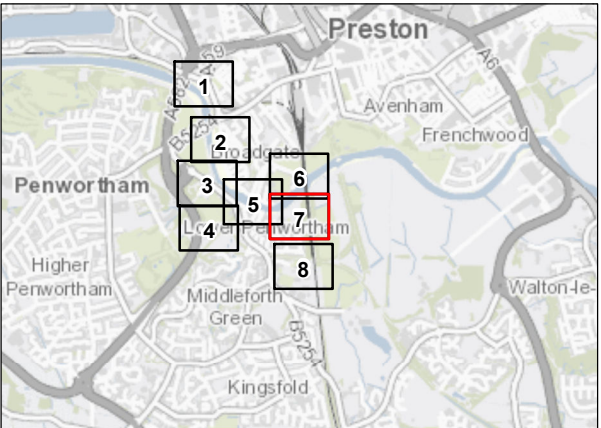 Preston
A59
A582
A6
1
Avenham
B5254
Frenchwood
2
Broadgate
Penwortham
3
6
5
7
4
Lower Penwortham
8
Higher
Penwortham
Walton-le-
Middleforth
Green
B5254
Kingsfold